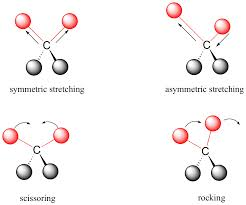 C
C
symmetric stretching
asymmetric stretching
C
C
scissoring
rocking